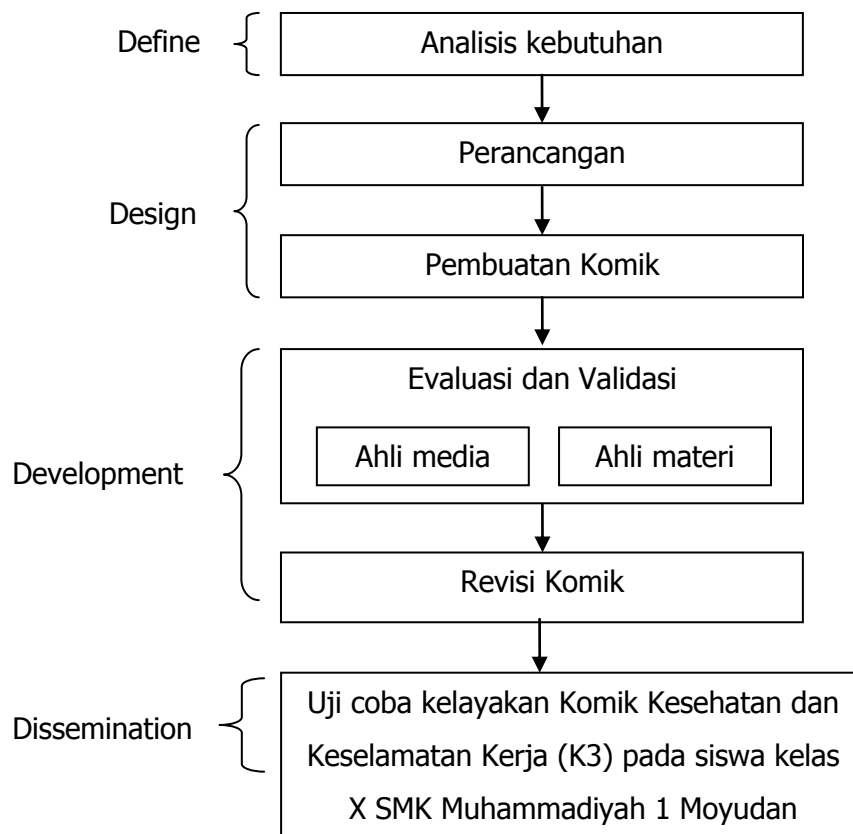 Define
Analisis kebutuhan
Design
Perancangan
Pembuatan Komik
Development
Evaluasi dan Validasi
Ahli media
Ahli materi
Revisi Komik
Dissemination
Uji coba kelayakan Komik Kesehatan dan
Keselamatan Kerja (K3) pada siswa kelas
X SMK Muhammadiyah 1 Moyudan